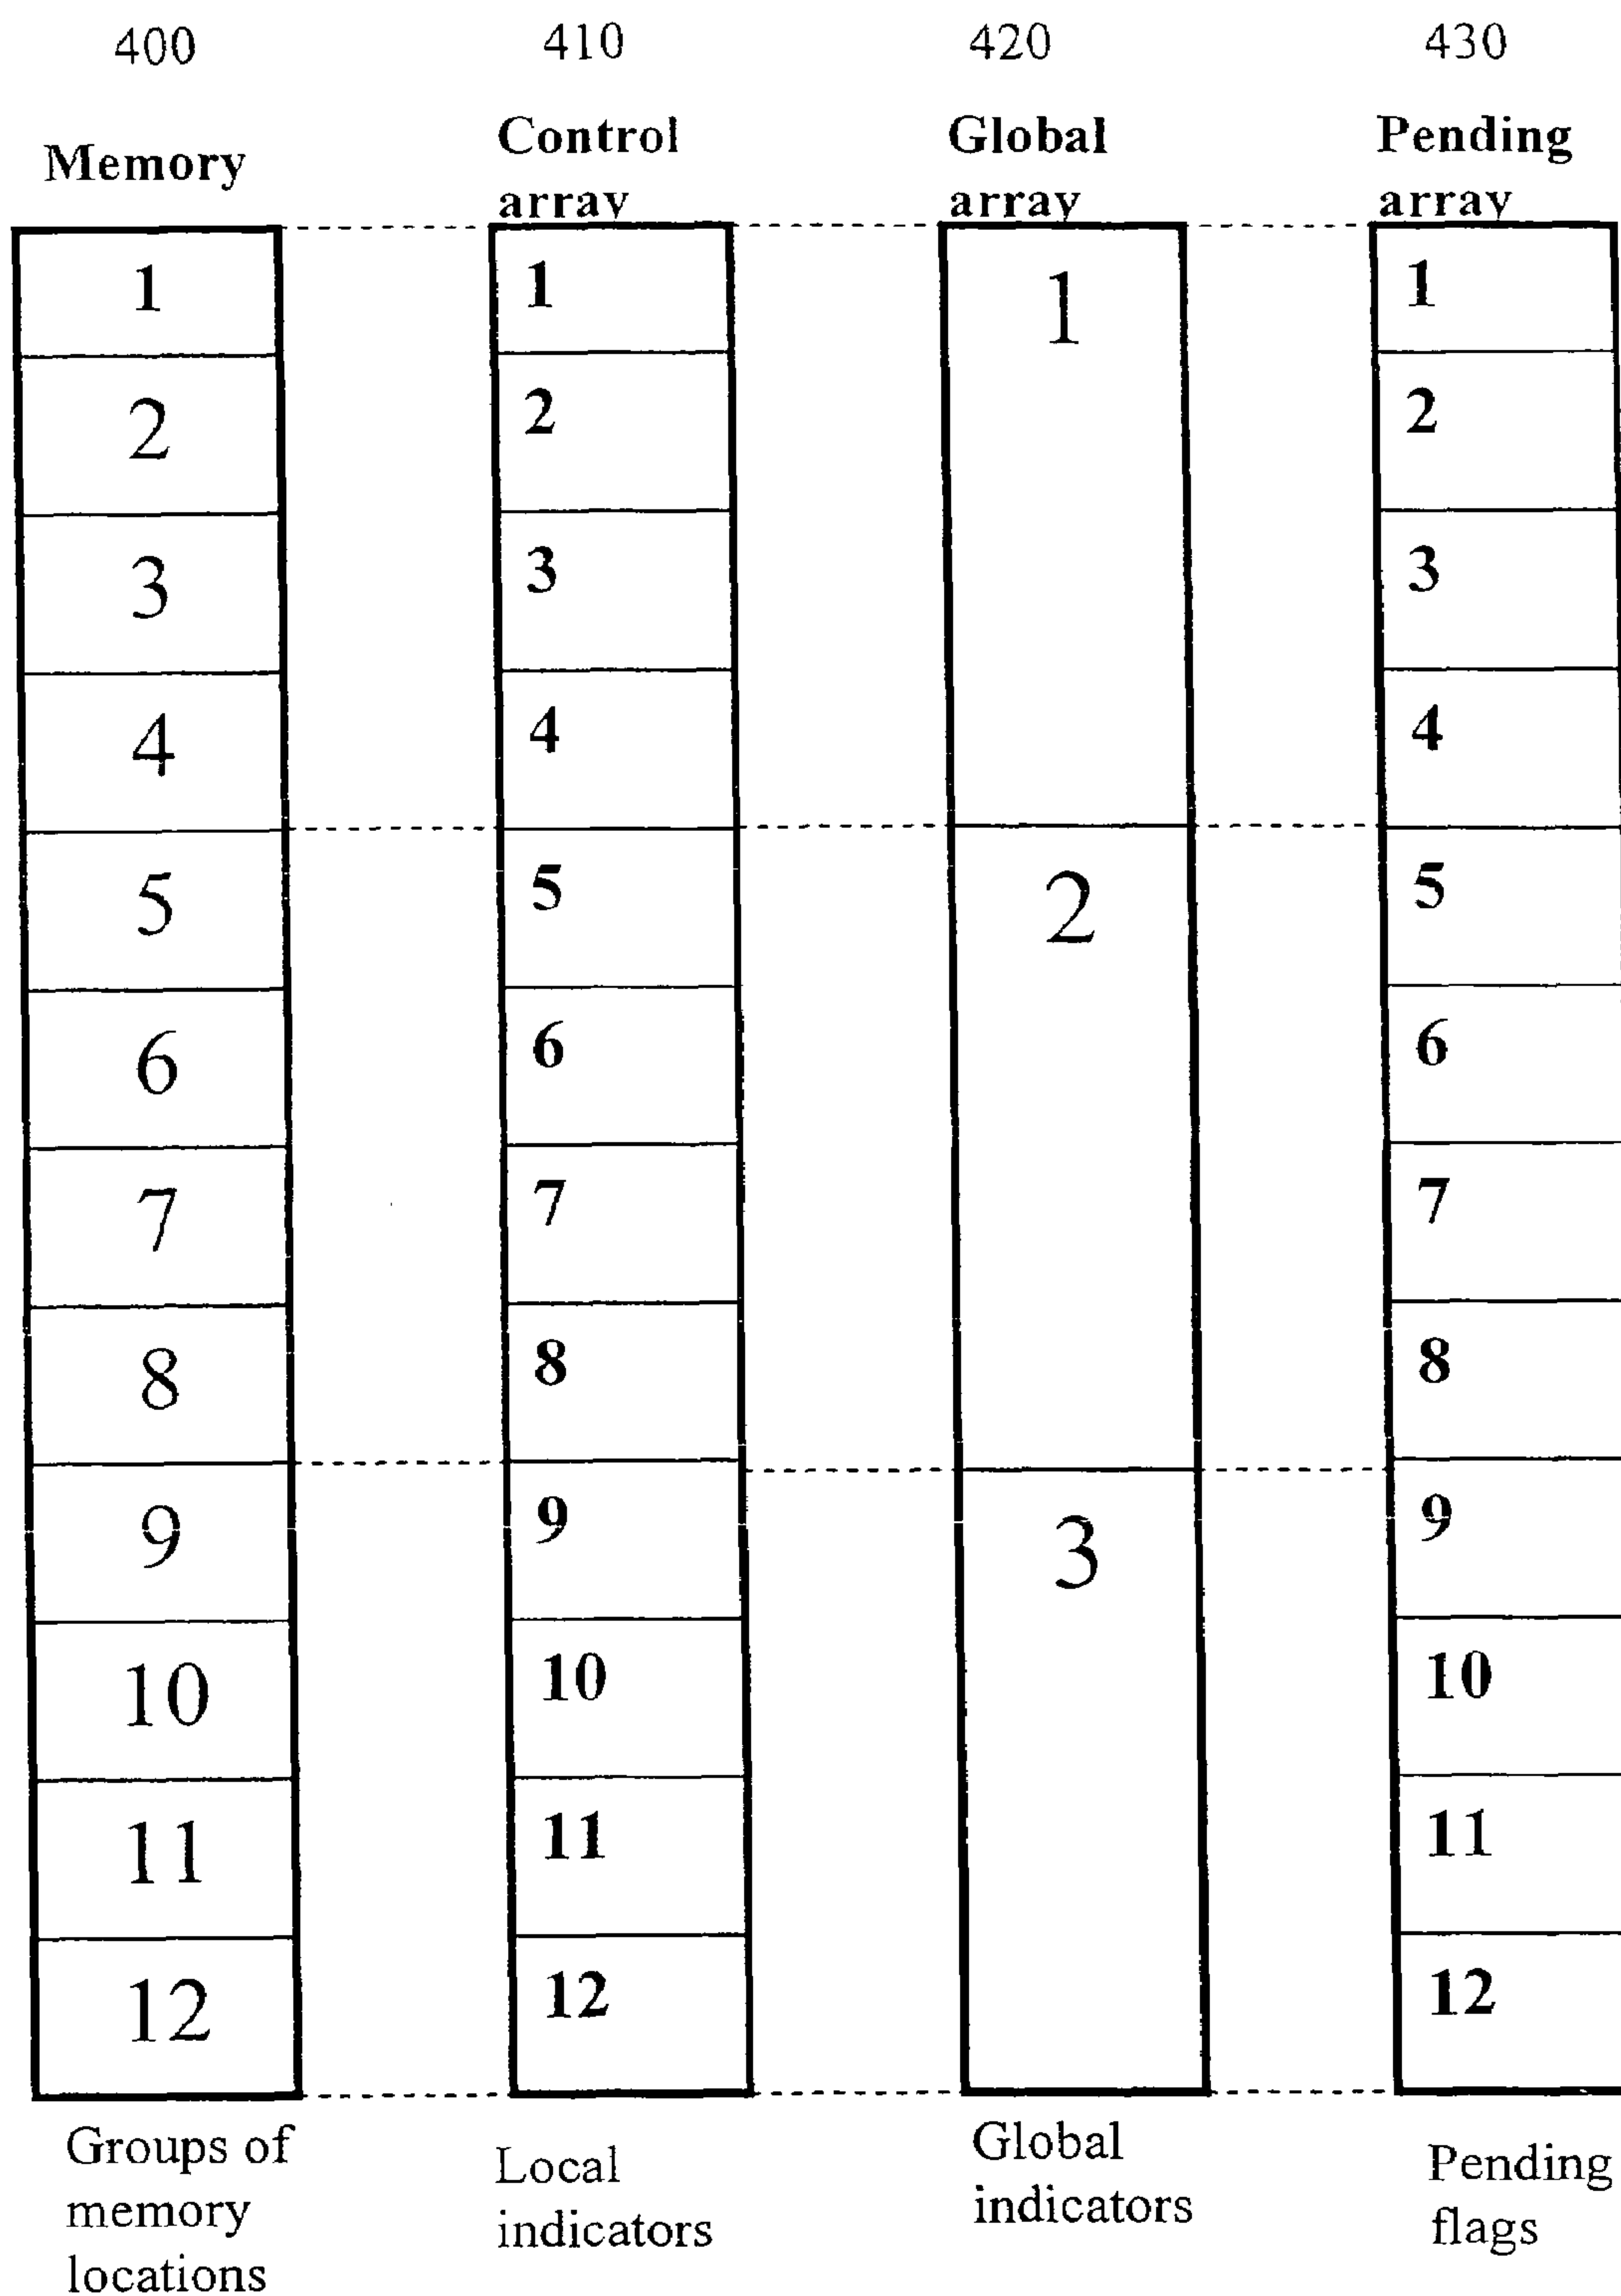 400 410 420 430
Memory Control array Global array Pending array
1 1 1 1
2 2 2
3 3 3
4 4 4
5 5 2 5
6 6 6
7 7 7
8 8 8
9 9 3 9
10 10 10
11 11 11
12 12 12
Groups of memory locations
Local indicators
Global indicators
Pending flags